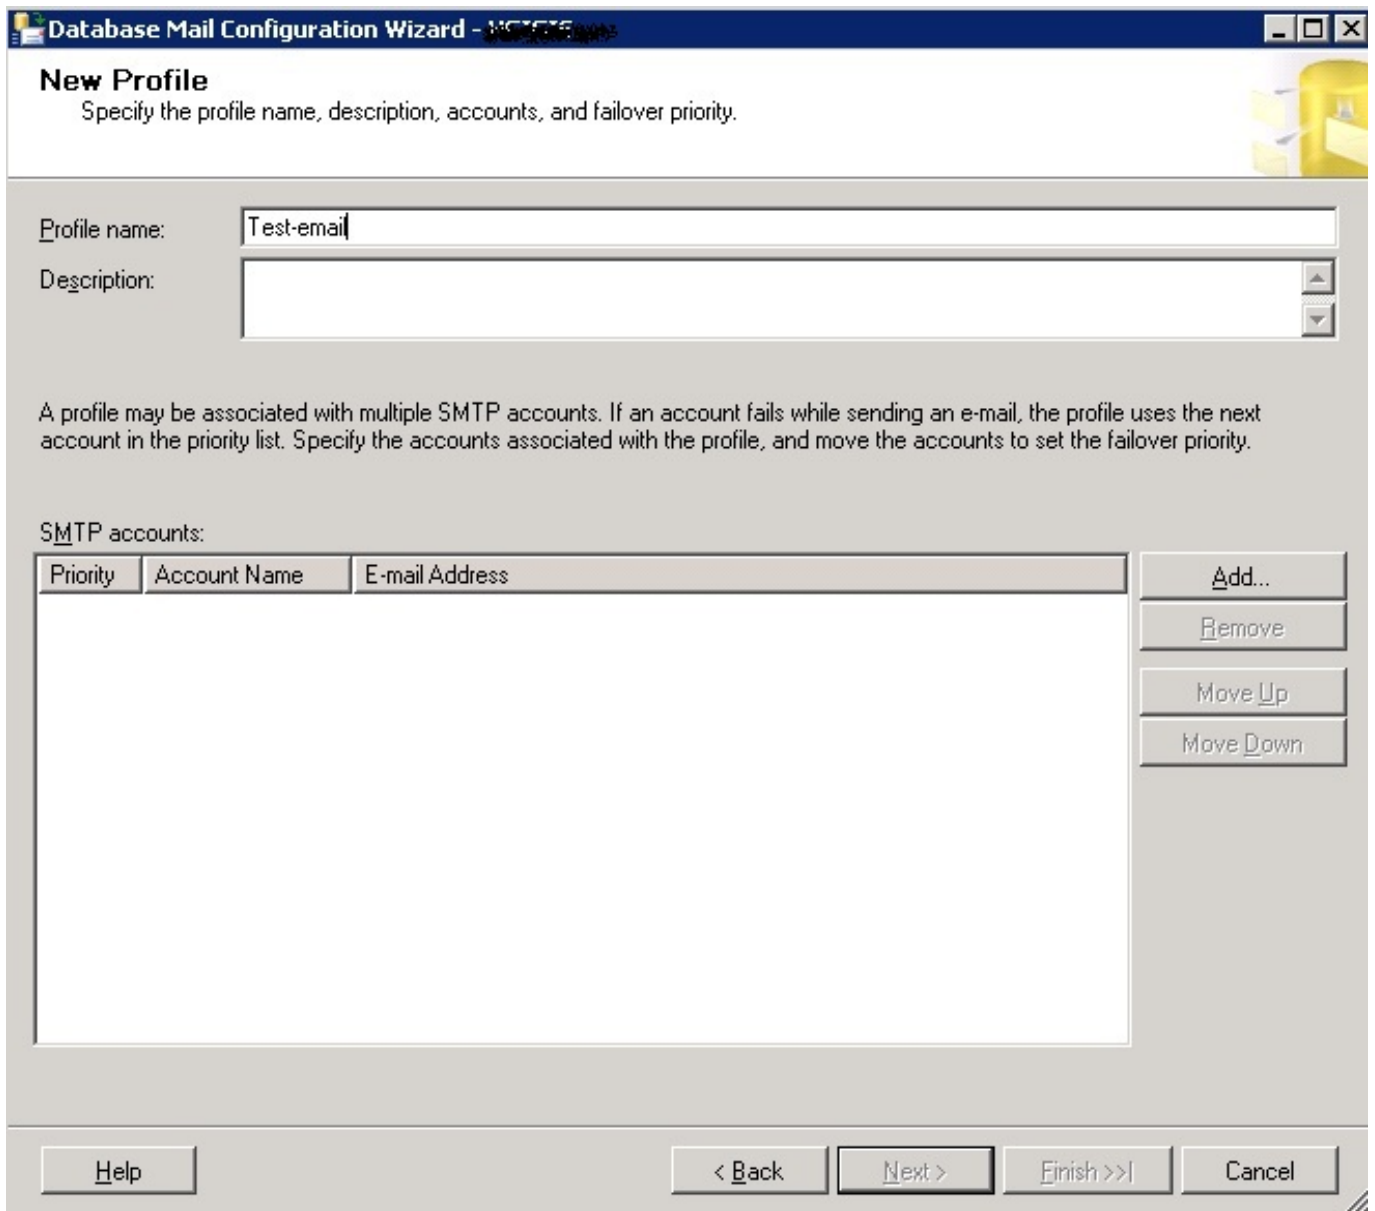 Database Mail Configuration Wizard -
New Profile
Specify the profile name, description, accounts, and failover priority.
Profile name:
Test-email
Description:
A profile may be associated with multiple SMTP accounts. If an account fails while sending an e-mail, the profile uses the next
account in the priority list. Specify the accounts associated with the profile, and move the accounts to set the failover priority.
SMTP accounts:
Priority Account Name E-mail Address
Add...
Remove
Move Up
Move Down
Help < Back Next > Finish >>| Cancel